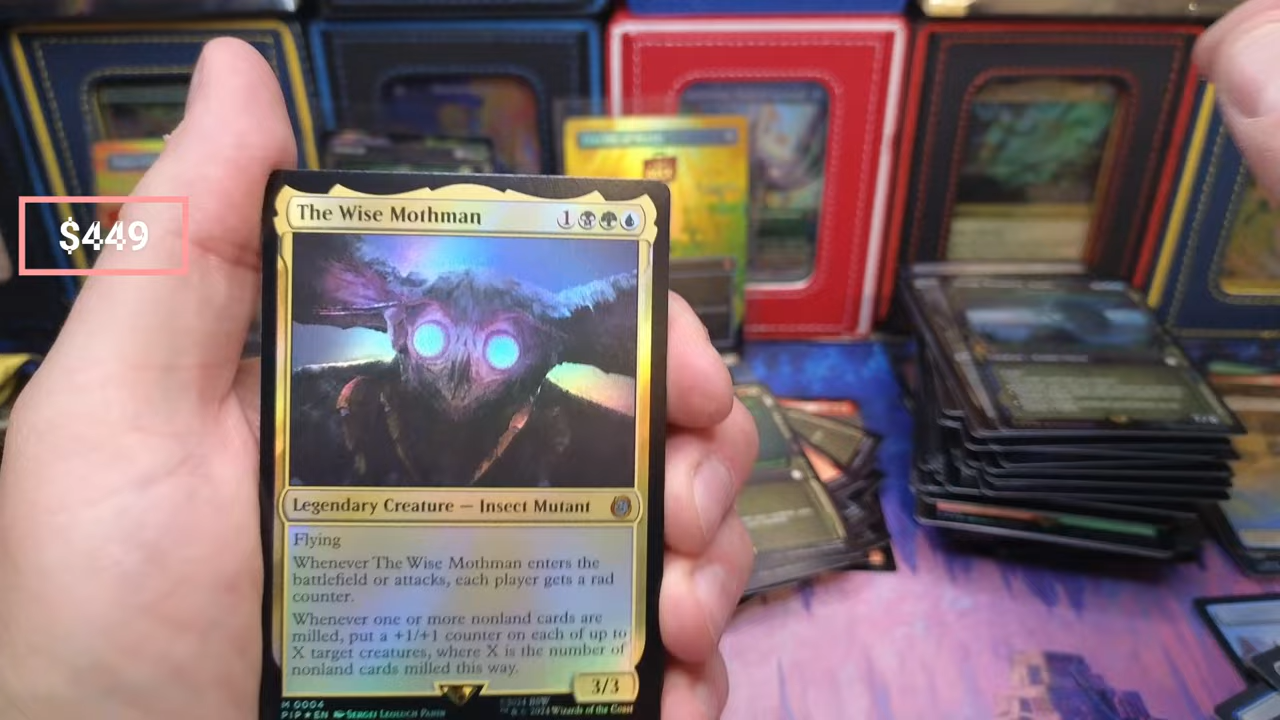 $449
The Wise Mothman
1
Legendary Creature — Insect Mutant
Flying
Whenever The Wise Mothman enters the
battlefield or attacks, each player gets a rad
counter.
Whenever one or more nonland cards are
milled, put a +1/+1 counter on each of up to
X target creatures, where X is the number of
nonland cards milled this way.
3/3
M 0004
PIP ★ EN
™ & © 2024 Wizards of the Coast